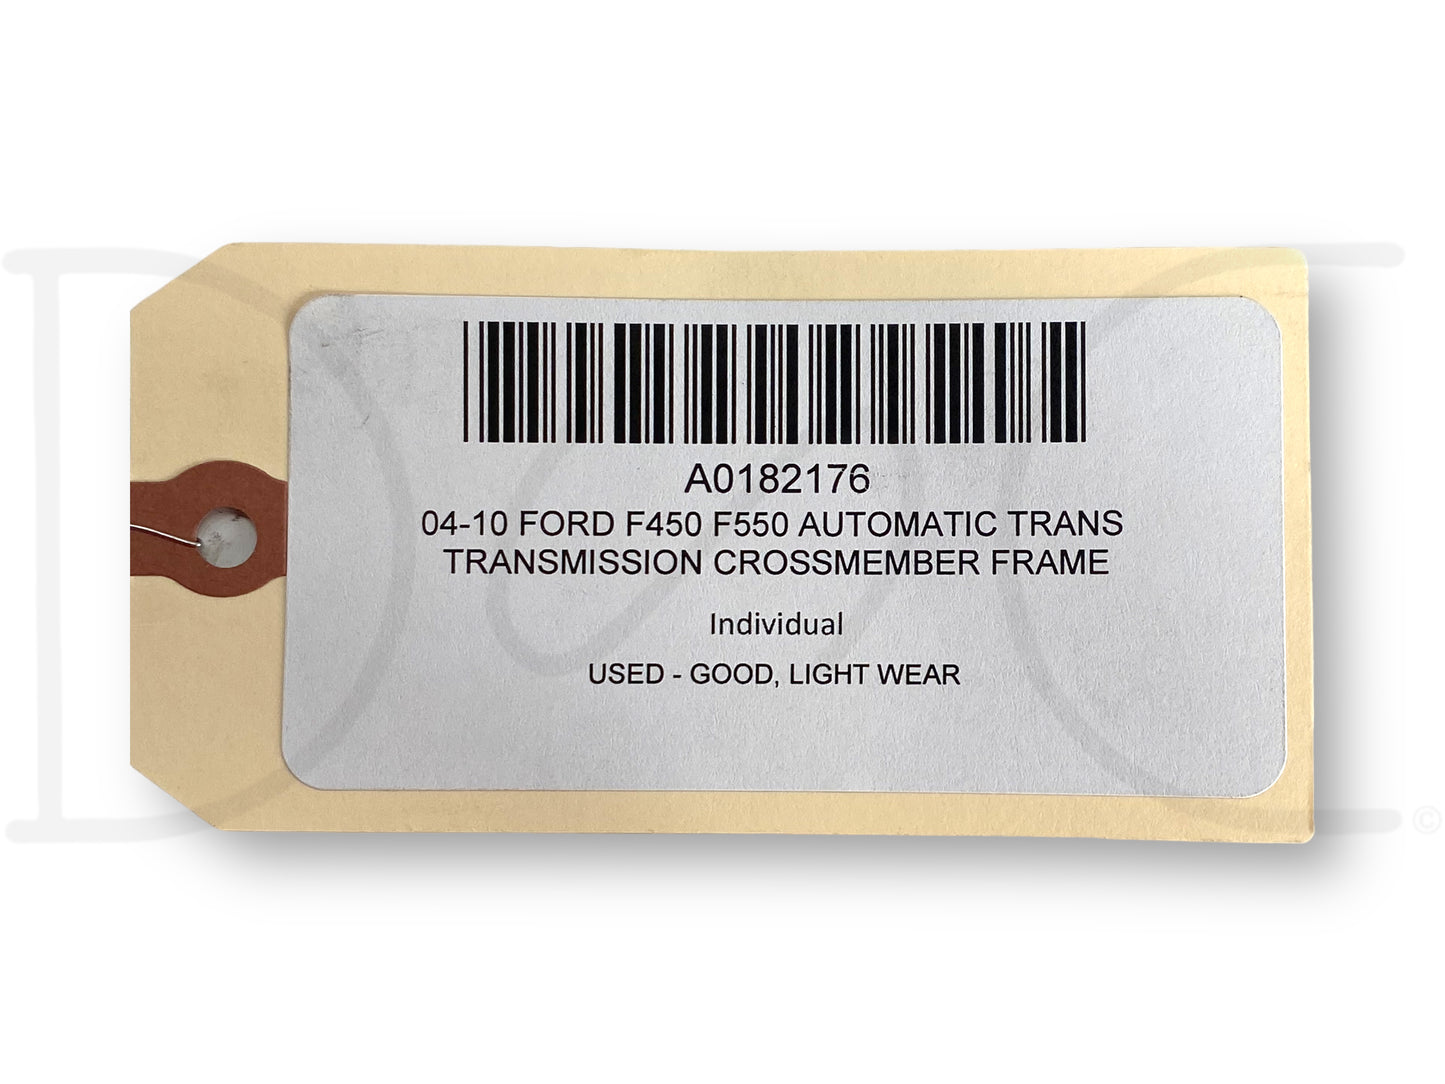 A0182176
04-10 FORD F450 F550 AUTOMATIC TRANS
TRANSMISSION CROSSMEMBER FRAME
Individual
USED - GOOD, LIGHT WEAR
©